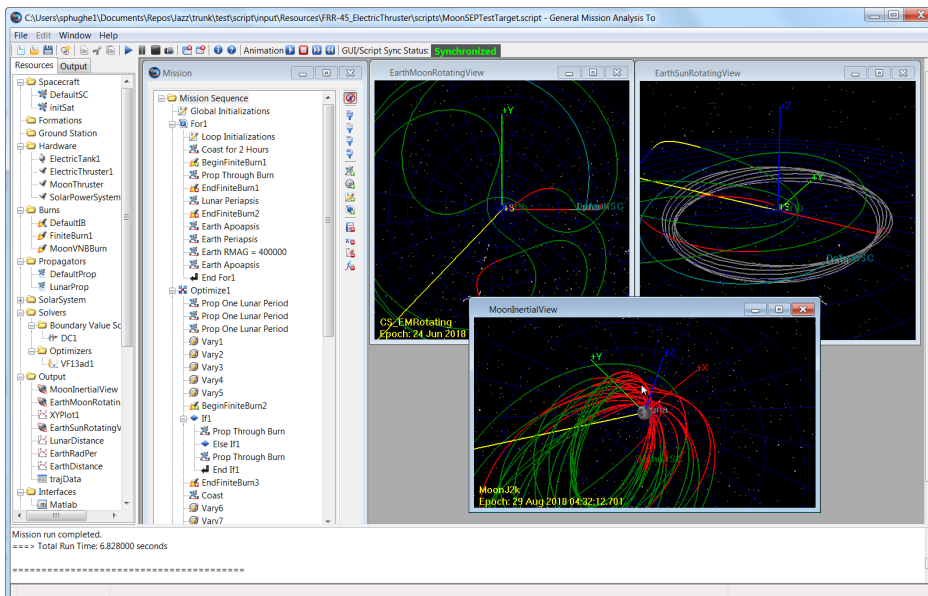 C:\Users\sphughe1\Documents\Repos\Jazz\trunk\test\script\input\Resources\FRR-45_ElectricThruster\scripts\MoonSEPTestTarget.script - General Mission Analysis To
File Edit Window Help
Animation GUI/Script Sync Status: Synchronized
Resources Output
Spacecraft
DefaultSC
initSat
Formations
Ground Station
Hardware
ElectricTank1
ElectricThruster1
MoonThruster
SolarPowerSystem
Burns
DefaultIB
FiniteBurn1
MoonVNBBurn
Propagators
DefaultProp
LunarProp
SolarSystem
Solvers
Boundary Value So
DC1
Optimizers
VF13ad1
Output
MoonInertialView
EarthMoonRotatin
XYPlot1
EarthSunRotatingV
LunarDistance
EarthRadPer
EarthDistance
trajData
Interfaces
Matlab
Mission
Mission Sequence
Global Initializations
For1
Loop Initializations
Coast for 2 Hours
BeginFiniteBurn1
Prop Through Burn
EndFiniteBurn1
Lunar Periapsis
EndFiniteBurn2
Earth Apoapsis
Earth Periapsis
Earth RMAG = 400000
Earth Apoapsis
End For1
Optimize1
Prop One Lunar Period
Prop One Lunar Period
Prop One Lunar Period
Vary1
Vary2
Vary3
Vary4
Vary5
BeginFiniteBurn2
If1
Prop Through Burn
Else If1
Prop Through Burn
End If1
EndFiniteBurn3
Coast
Vary6
Vary7
EarthMoonRotatingView
+Y
CS_EMRotating
Epoch: 24 Jun 2018
EarthSunRotatingView
+Z
+Y
MoonInertialView
+Y
+Z
+X
MoonJ2k
Epoch: 29 Aug 2018 04:32:12.701
Mission run completed.
===> Total Run Time: 6.828000 seconds
========================================